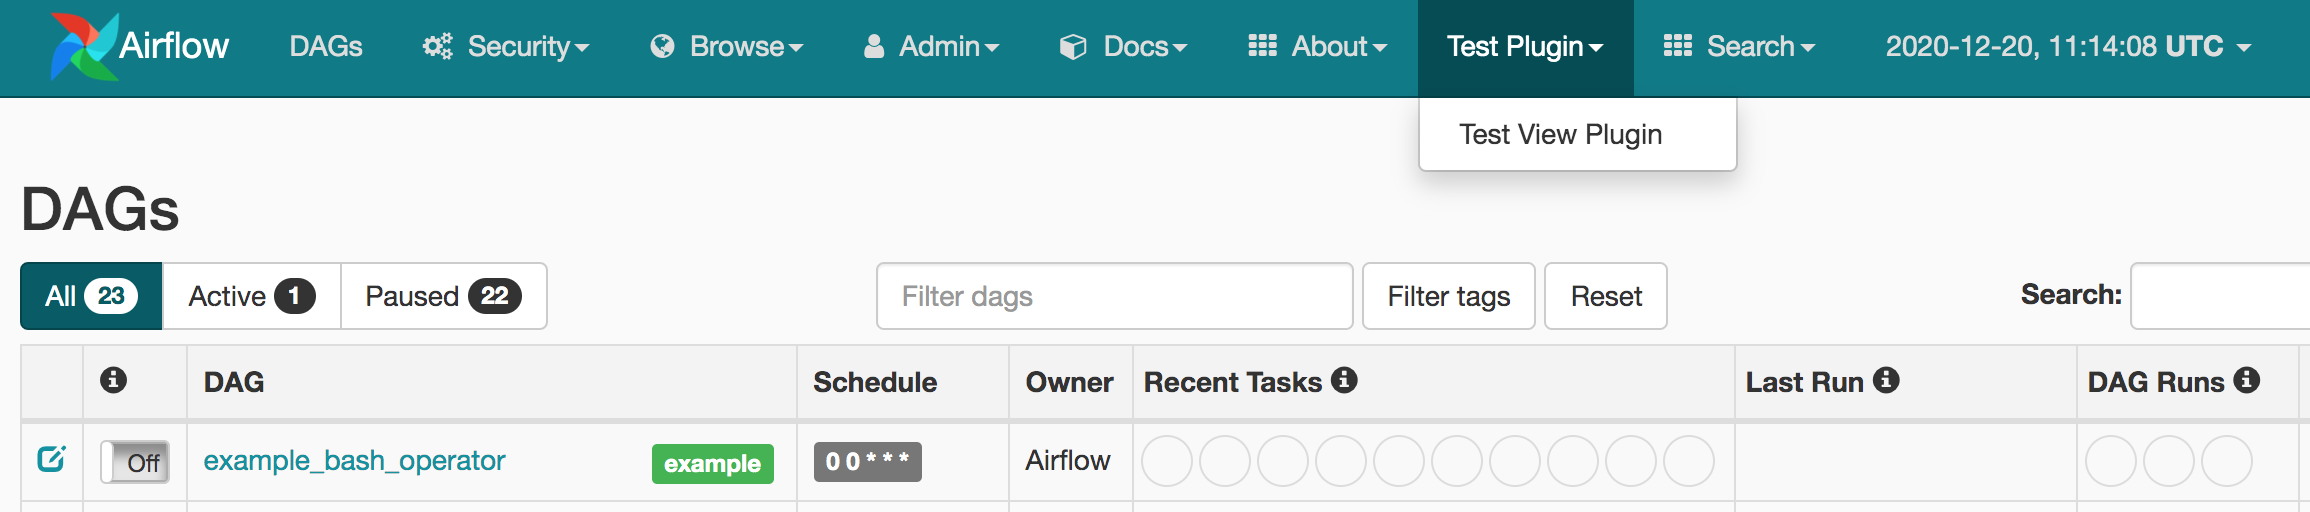 Airflow DAGs Security Browse Admin Docs About Test Plugin Search 2020-12-20, 11:14:08 UTC
Test View Plugin
DAGs
All 23 Active 1 Paused 22 Filter dags Filter tags Reset Search:
DAG Schedule Owner Recent Tasks Last Run DAG Runs
Off example_bash_operator example 0 0 * * * Airflow